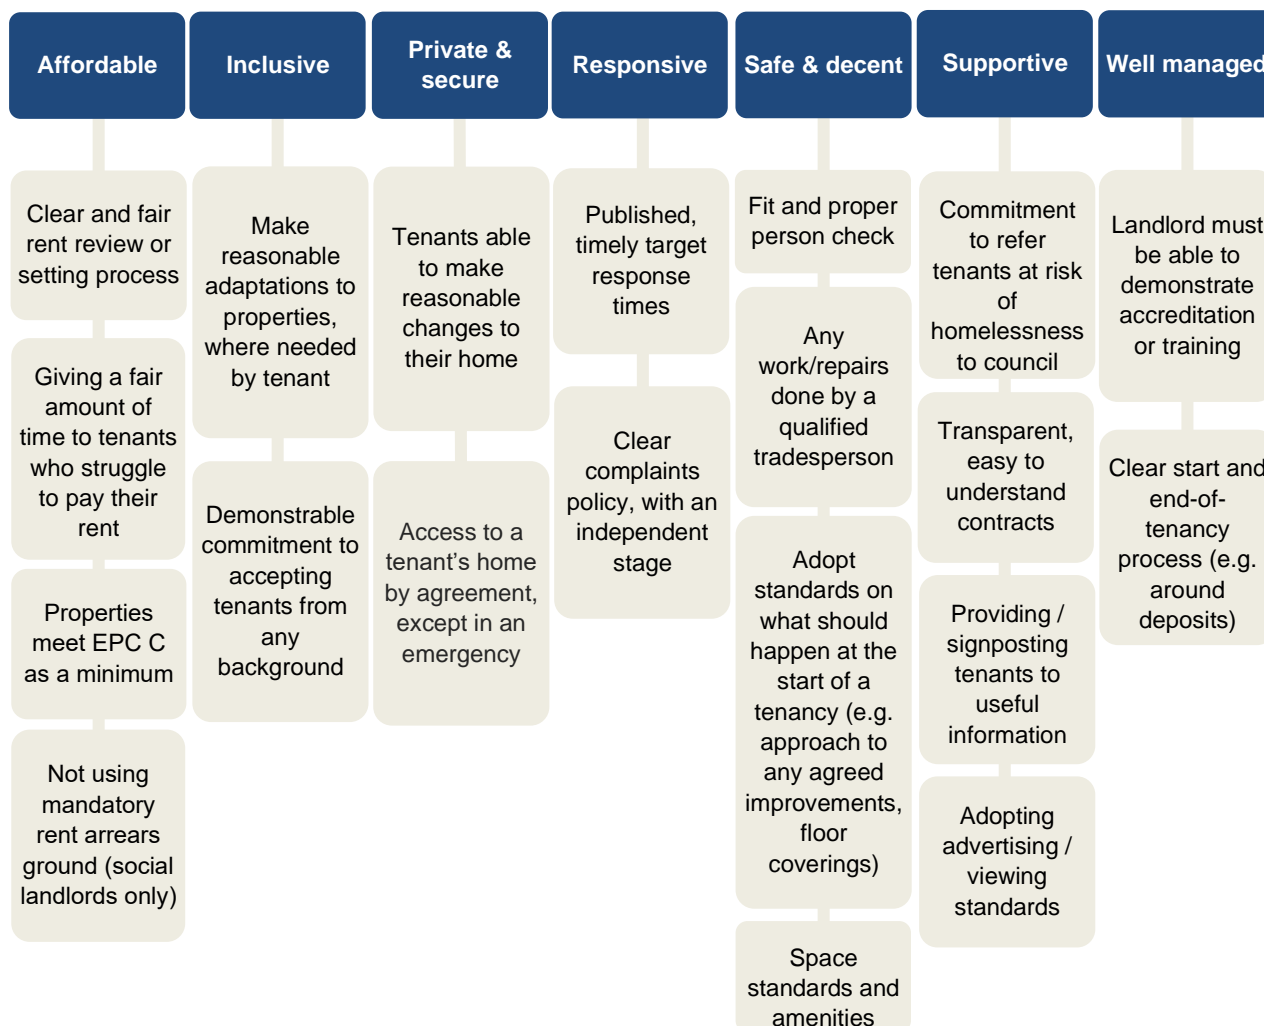 Affordable
Clear and fair
rent review or
setting process
Giving a fair
amount of
time to tenants
who struggle
to pay their
rent
Properties
meet EPC C
as a minimum
Not using
mandatory
rent arrears
ground (social
landlords only)
Inclusive
Make
reasonable
adaptations to
properties,
where needed
by tenant
Demonstrable
commitment to
accepting
tenants from
any
background
Private &
secure
Tenants able
to make
reasonable
changes to
their home
Access to a
tenant’s home
by agreement,
except in an
emergency
Responsive
Published,
timely target
response
times
Clear
complaints
policy, with an
independent
stage
Safe & decent
Fit and proper
person check
Any
work/repairs
done by a
qualified
tradesperson
Adopt
standards on
what should
happen at the
start of a
tenancy (e.g.
approach to
any agreed
improvements,
floor
coverings)
Space
standards and
amenities
Supportive
Commitment
to refer
tenants at risk
of
homelessness
to council
Transparent,
easy to
understand
contracts
Providing /
signposting
tenants to
useful
information
Adopting
advertising /
viewing
standards
Well managed
Landlord must
be able to
demonstrate
accreditation
or training
Clear start and
end-of-
tenancy
process (e.g.
around
deposits)